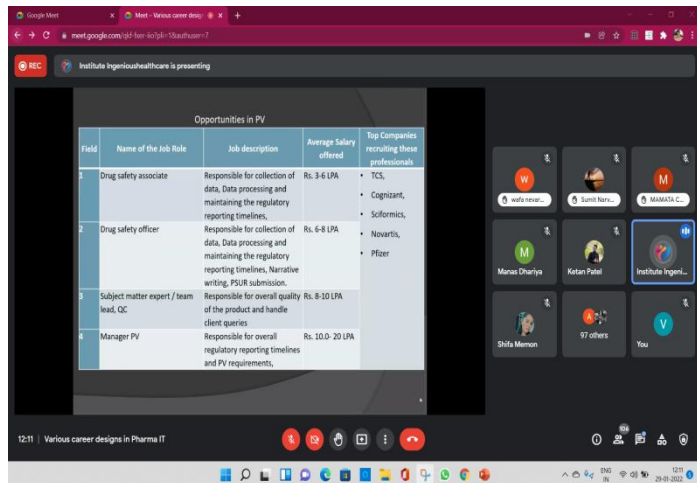 Google Meet
Meet - Various career desig
meet.google.com/qkf-fxer-iio?pli=1&authuser=7
REC
Institute Ingenioushealthcare is presenting
Opportunities in PV
Field
Name of the Job Role
Job description
Average Salary
offered
Top Companies
recruiting these
professionals
1
Drug safety associate
Responsible for collection of
data, Data processing and
maintaining the regulatory
reporting timelines,
Rs. 3-6 LPA
• TCS,
• Cognizant,
• Sciformics,
• Novartis,
• Pfizer
2
Drug safety officer
Responsible for collection of
data, Data processing and
maintaining the regulatory
reporting timelines, Narrative
writing, PSUR submission.
Rs. 6-8 LPA
3
Subject matter expert / team
lead, QC
Responsible for overall quality
of the product and handle
client queries
Rs. 8-10 LPA
4
Manager PV
Responsible for overall
regulatory reporting timelines
and PV requirements,
Rs. 10.0- 20 LPA
W
wafa nevar...
Sumit Narv...
M
MAMATA C...
M
Manas Dhariya
Ketan Patel
Institute Ingeni...
Shifa Memon
A
97 others
V
You
12:11 | Various career designs in Pharma IT
106
ENG
IN
12:11
29-01-2022